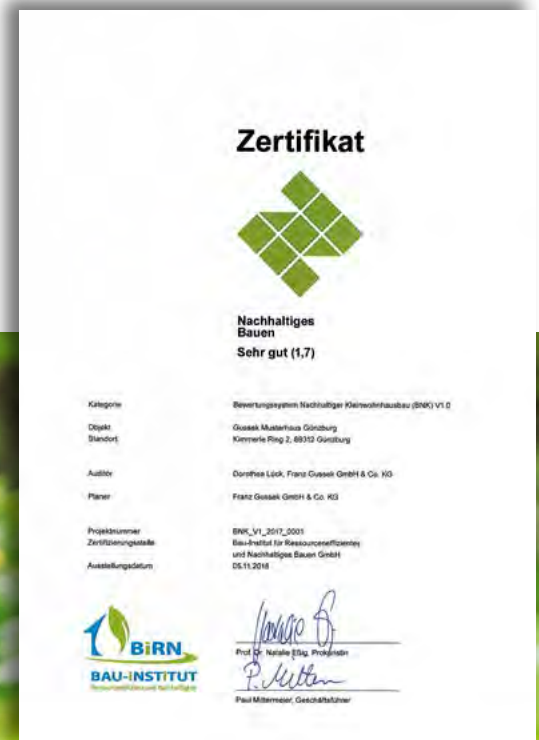 Zertifikat
Nachhaltiges
Bauen
Sehr gut (1,7)
Kategorie Bewertungssystem Nachhaltiger Kleinwohnhausbau (BNK) V1.0
Objekt Gussek Musterhaus Günzburg
Standort Kimmerle Ring 2, 89312 Günzburg
Auditor Dorothea Lück, Franz Gussek GmbH & Co. KG
Planer Franz Gussek GmbH & Co. KG
Projektnummer BNK_V1_2017_0001
Zertifizierungsstelle Bau-Institut für Ressourceneffizientes
und Nachhaltiges Bauen GmbH
Ausstellungsdatum 05.11.2018
BiRN
BAU-INSTITUT
Prof. Dr. Natalie Eßig, Prokuristin
P. Mitten
Paul Mittermeier, Geschäftsführer